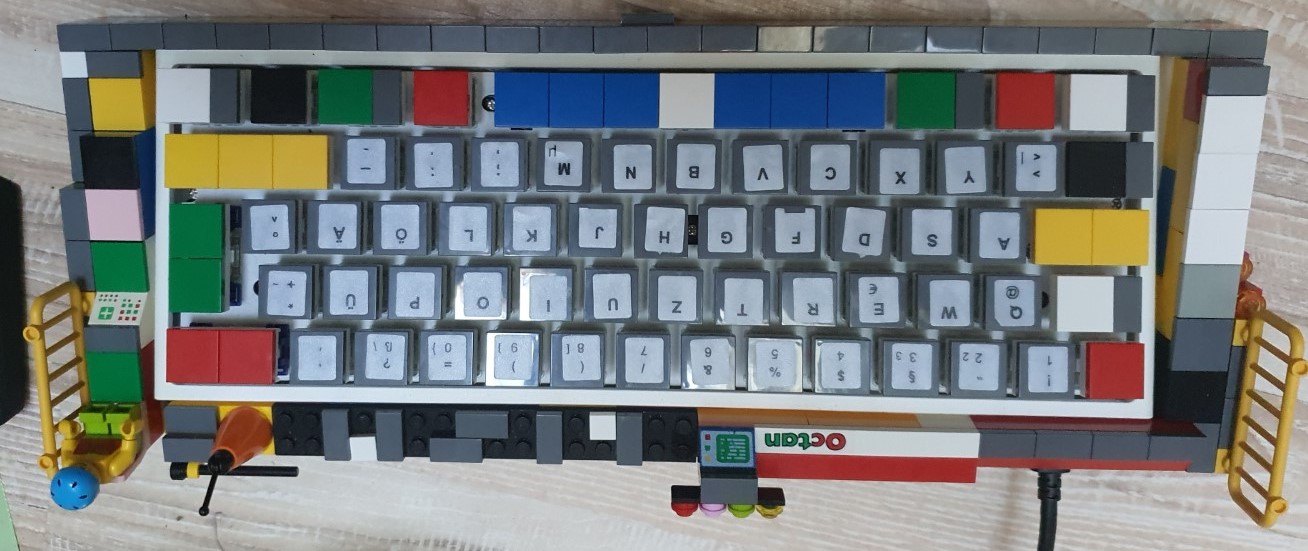 Octan
! 1
" 2 2
§ 3 3
$ 4
% 5
& 6
/ 7
( 8 [
) 9 ]
= 0 }
? ß \
Q @
W
E €
R
T
Z
U
I
O
P
Ü
* + ~
A
S
D
F
G
H
J
K
L
Ö
Ä
° ^
> < |
Y
X
C
V
B
N
M µ
; ,
: .
_ -